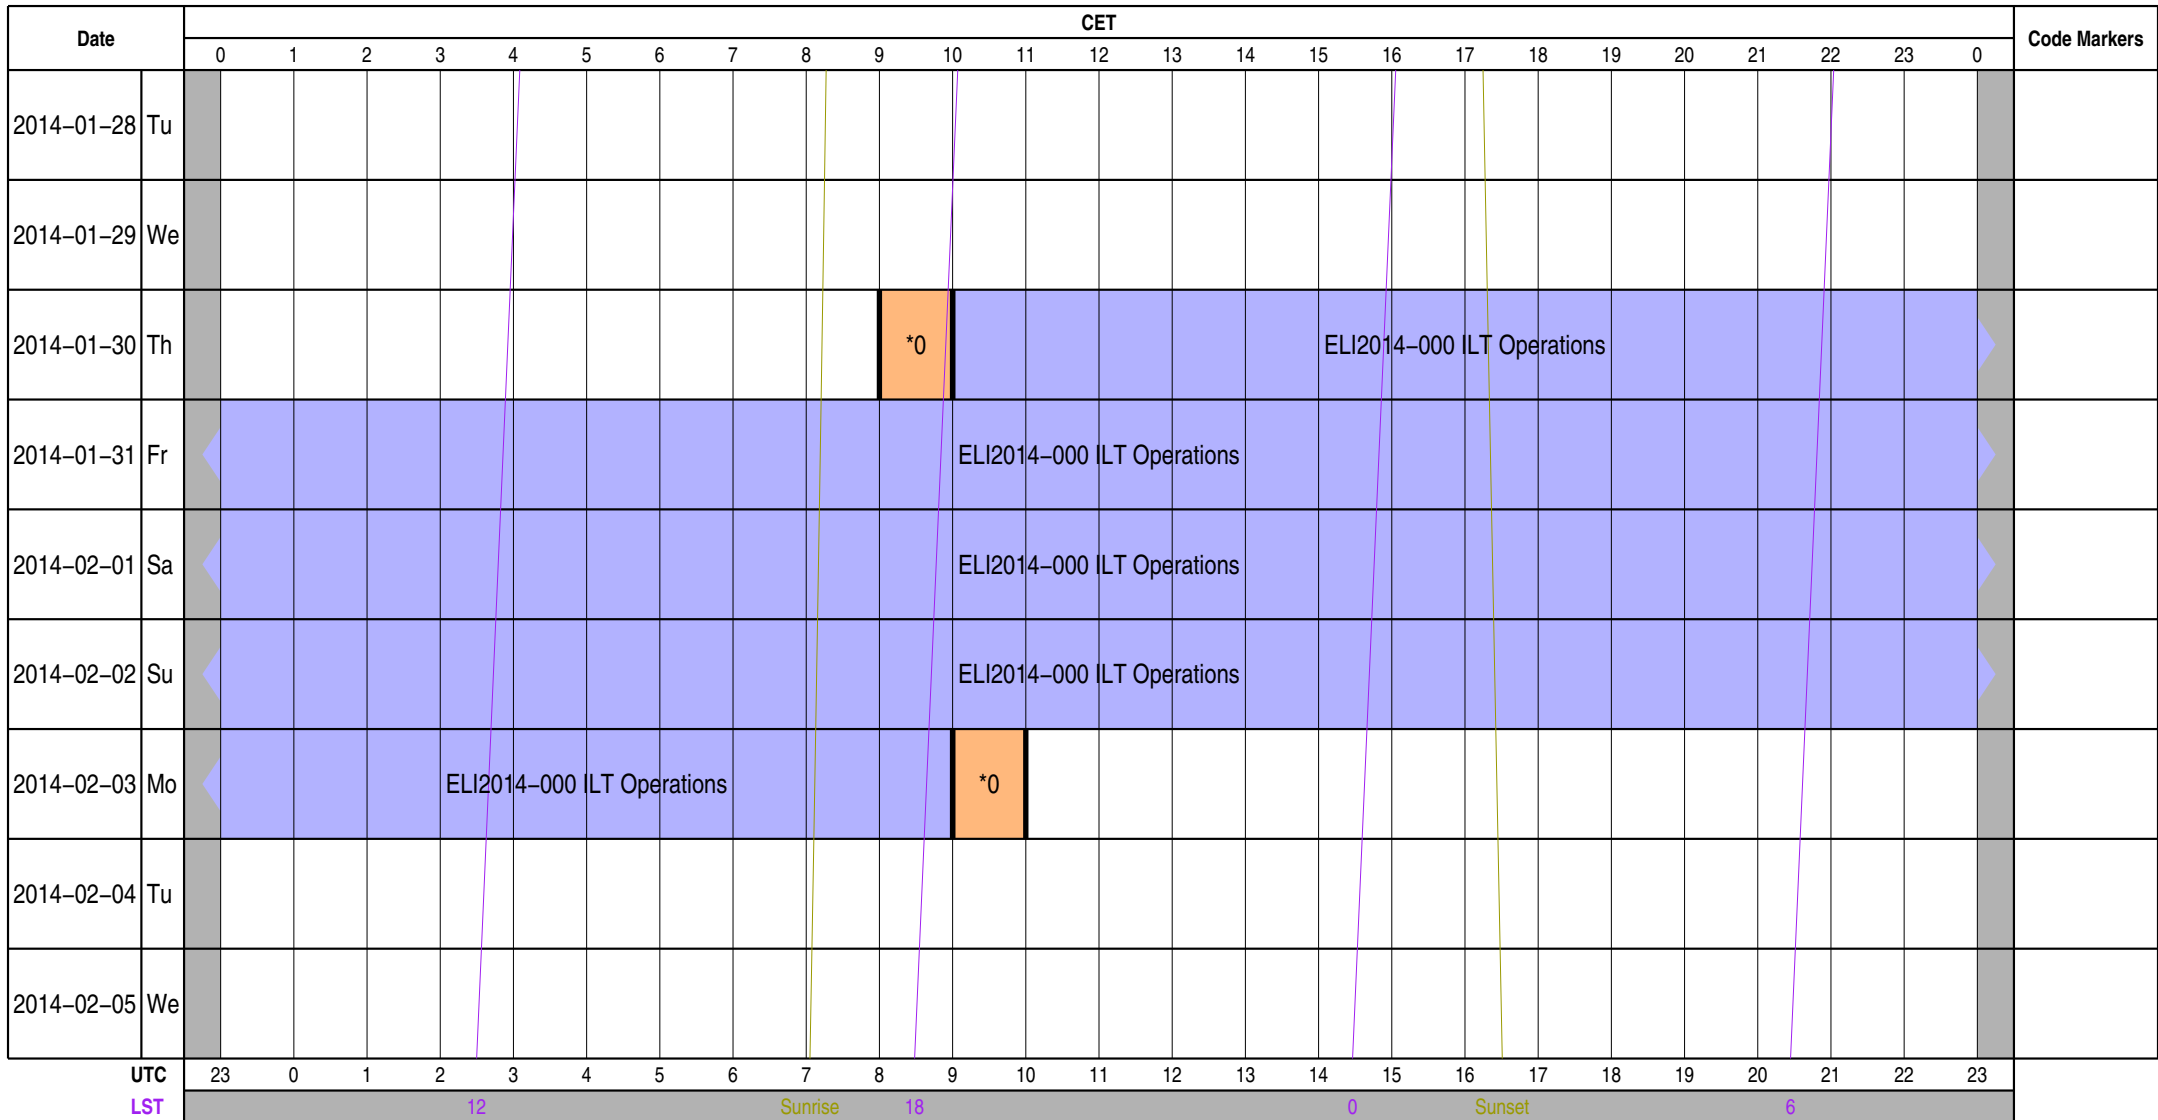 Date CET Code Markers
0 1 2 3 4 5 6 7 8 9 10 11 12 13 14 15 16 17 18 19 20 21 22 23 0
2014−01−28 Tu
2014−01−29 We
2014−01−30 Th *0 ELI2014−000 ILT Operations
2014−01−31 Fr ELI2014−000 ILT Operations
2014−02−01 Sa ELI2014−000 ILT Operations
2014−02−02 Su ELI2014−000 ILT Operations
2014−02−03 Mo ELI2014−000 ILT Operations *0
2014−02−04 Tu
2014−02−05 We
UTC 23 0 1 2 3 4 5 6 7 8 9 10 11 12 13 14 15 16 17 18 19 20 21 22 23
LST 12 Sunrise 18 0 Sunset 6